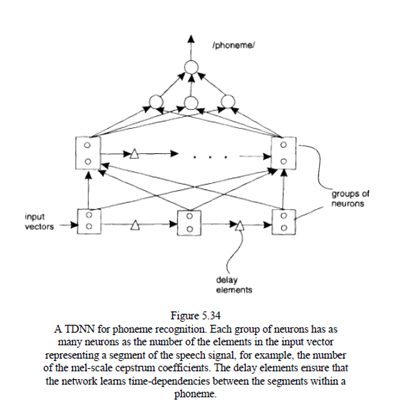 /phoneme/
groups of
neurons
input
vectors
delay
elements
Figure 5.34
A TDNN for phoneme recognition. Each group of neurons has as
many neurons as the number of the elements in the input vector
representing a segment of the speech signal, for example, the number
of the mel-scale cepstrum coefficients. The delay elements ensure that
the network learns time-dependencies between the segments within a
phoneme.